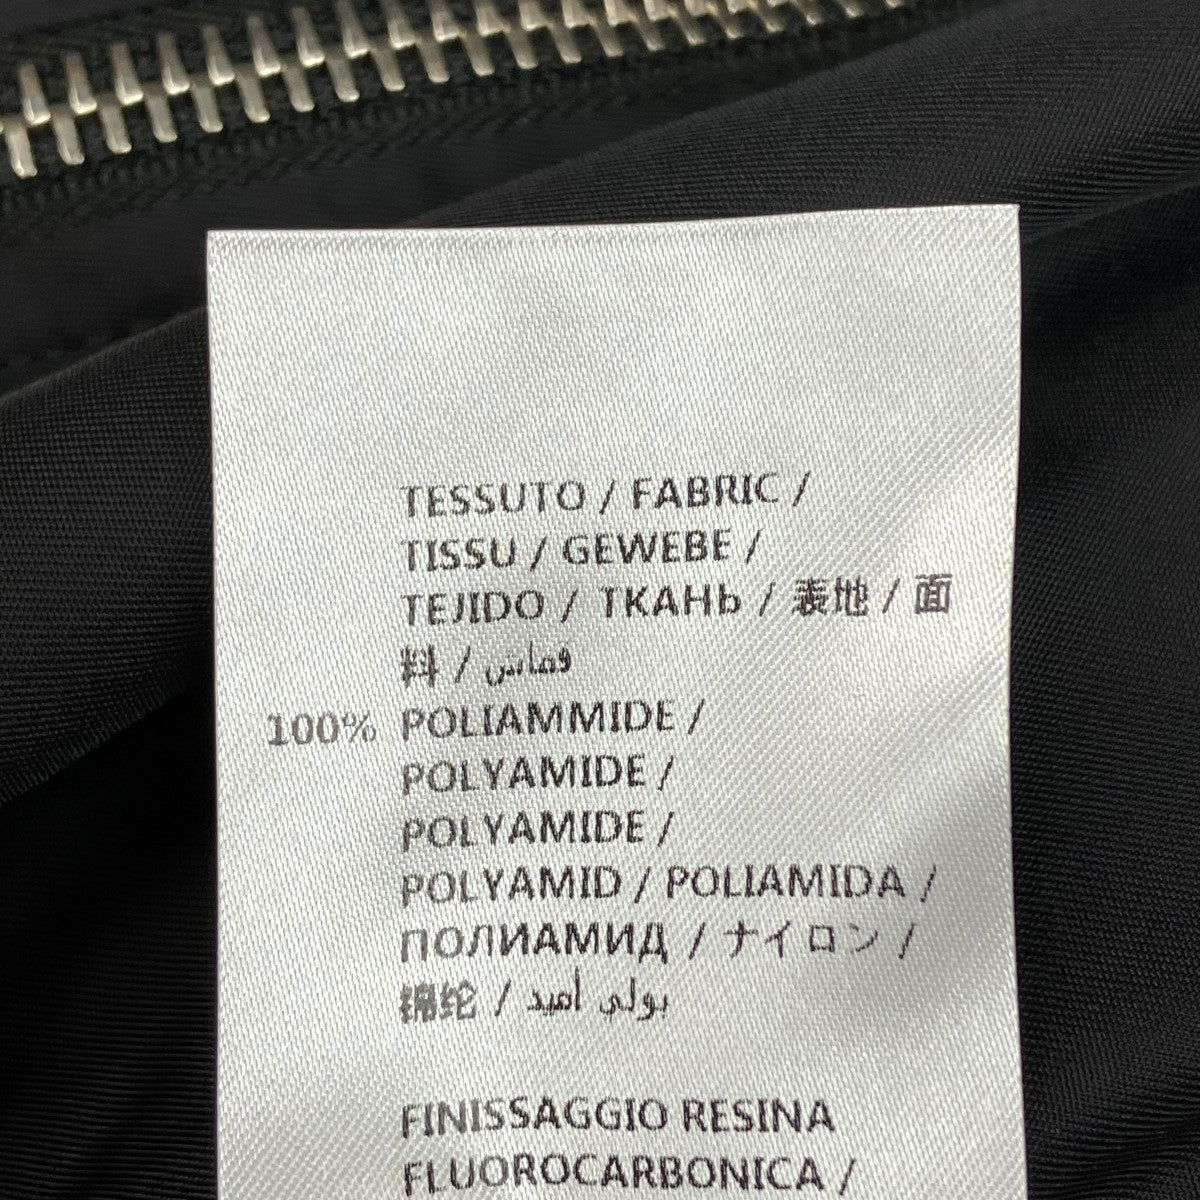 TESSUTO / FABRIC /
TISSU / GEWEBE /
TEJIDO / ТКАНЬ / 表地 / 面
料 / قماش
100% POLIAMMIDE /
POLYAMIDE /
POLYAMIDE /
POLYAMID / POLIAMIDA /
ПОЛИАМИД / ナイロン /
锦纶 / بولي أميد
FINISSAGGIO RESINA
FLUOROCARBONICA /